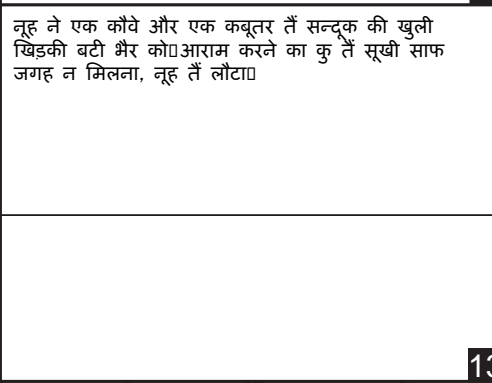 नूह ने एक कौवे और एक कबूतर तैं सन्दूक की खुली
खिड़की बटी भैर को▯आराम करने का कु तैं सूखी साफ
जगह न मिलना, नूह तैं लौटा▯
13